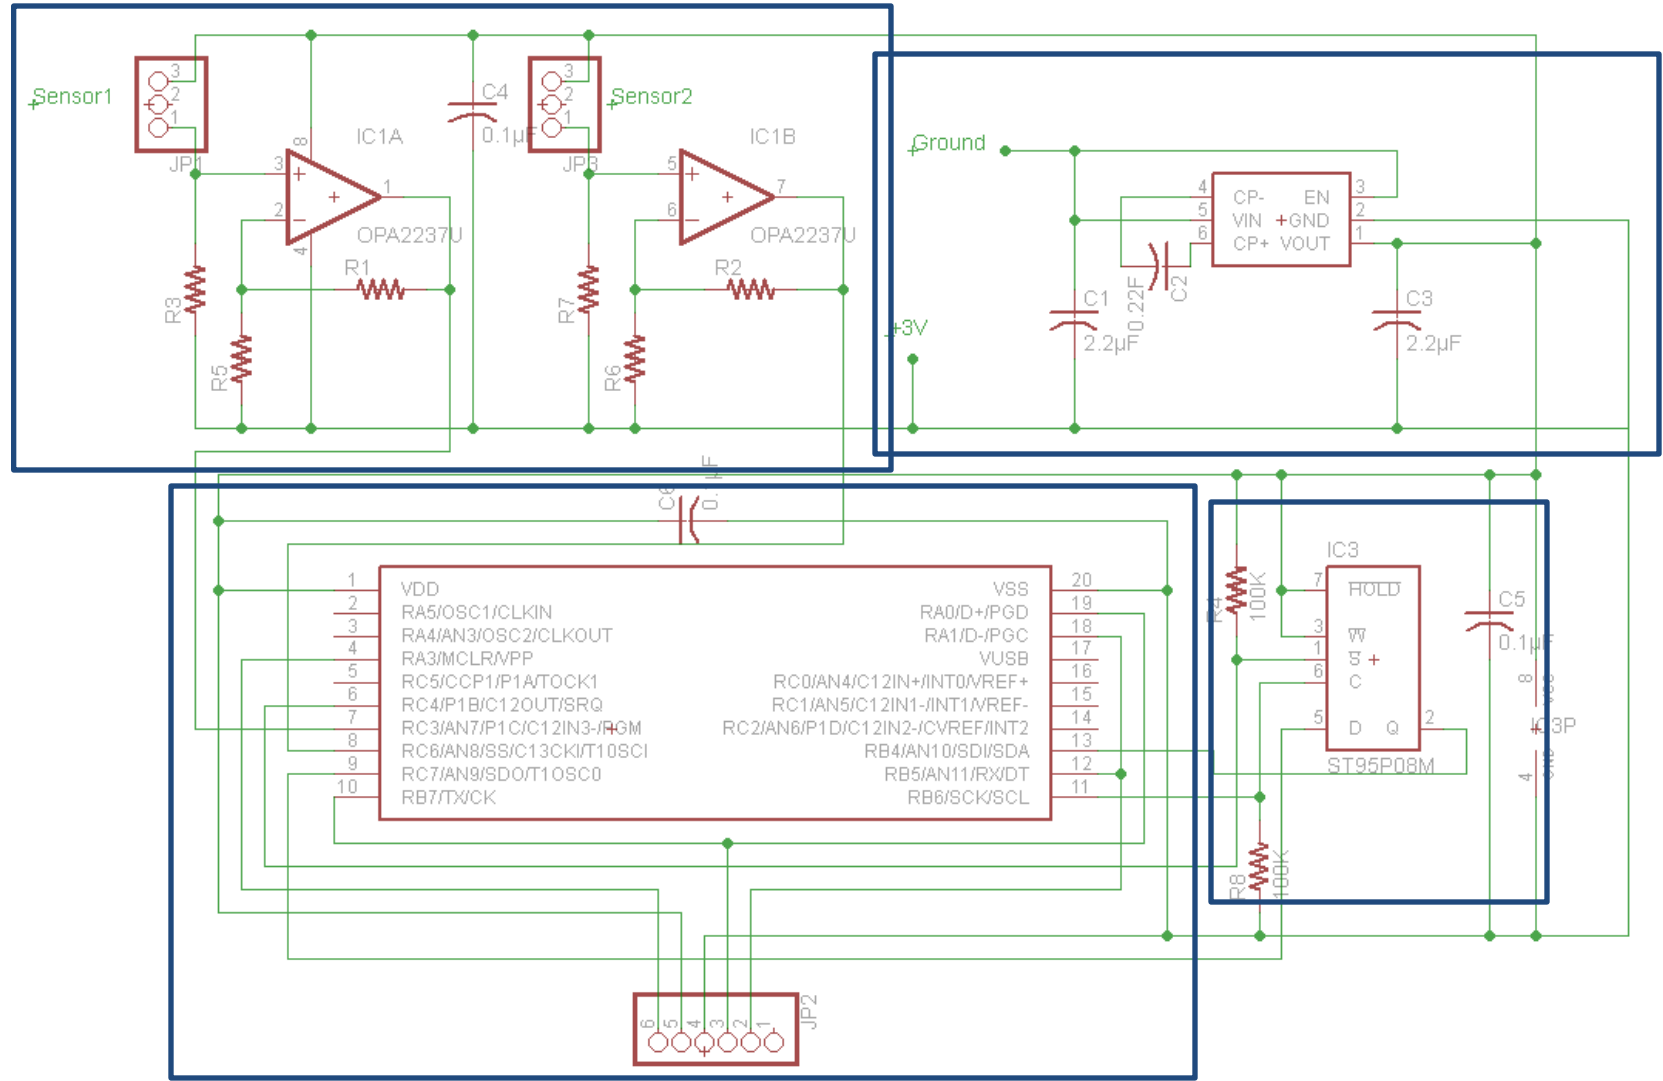 Sensor1
3
2
1
JP1
IC1A
8
3
1
2
4
OPA2237U
R1
R3
R5
C4
0.1µF
Sensor2
3
2
1
JP3
IC1B
5
7
6
OPA2237U
R2
R7
R6
Ground
+3V
4 CP- EN 3
5 VIN GND 2
6 CP+ VOUT 1
C2
0.22F
C1
2.2µF
C3
2.2µF
C6
1 VDD VSS 20
2 RA5/OSC1/CLKIN RA0/D+/PGD 19
3 RA4/AN3/OSC2/CLKOUT RA1/D-/PGC 18
4 RA3/MCLR/VPP VUSB 17
5 RC5/CCP1/P1A/TOCK1 RC0/AN4/C12IN+/INT0/VREF+ 16
6 RC4/P1B/C12OUT/SRQ RC1/AN5/C12IN1-/INT1/VREF- 15
7 RC3/AN7/P1C/C12IN3-/PGM RC2/AN6/P1D/C12IN2-/CVREF/INT2 14
8 RC6/AN8/SS/C13CKI/T10SCI RB4/AN10/SDI/SDA 13
9 RC7/AN9/SDO/T1OSC0 RB5/AN11/RX/DT 12
10 RB7/TX/CK RB6/SCK/SCL 11
R4
100K
IC3
7 HOLD
3 W
1 S
6 C
5 D Q 2
ST95P08M
C5
0.1µF
8 VCC
IC3P
4 GND
R8
100K
6 5 4 3 2 1
JP2